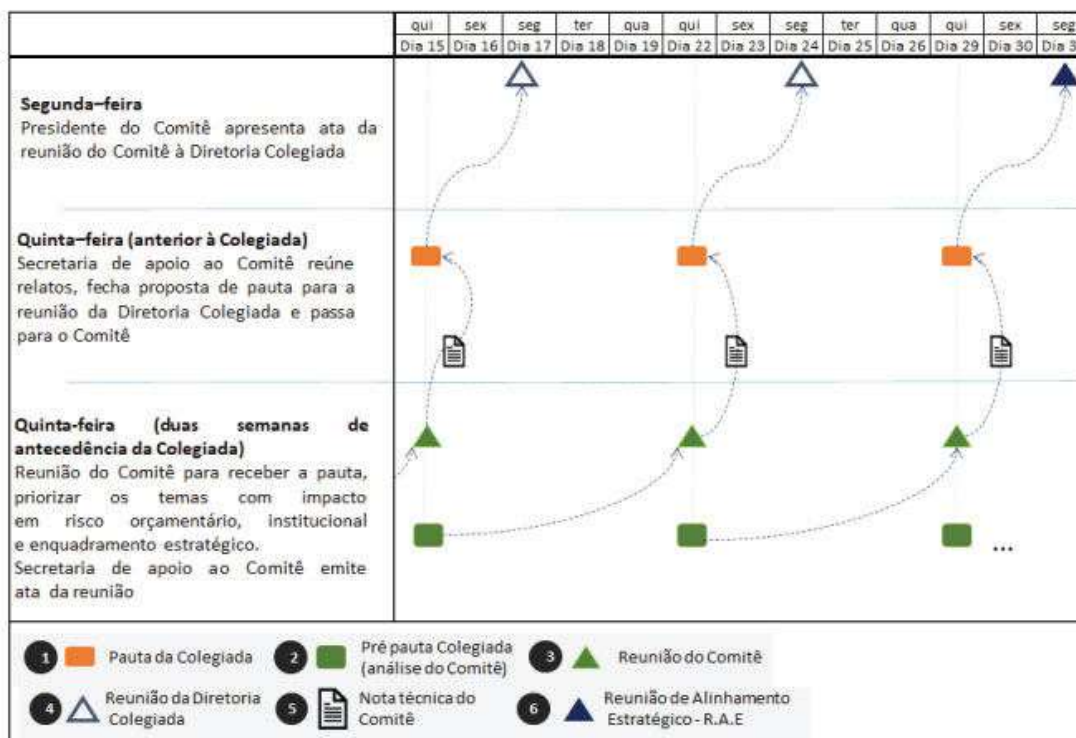 qui sex seg ter qua qui sex seg ter qua qui sex seg
Dia 15 Dia 16 Dia 17 Dia 18 Dia 19 Dia 22 Dia 23 Dia 24 Dia 25 Dia 26 Dia 29 Dia 30 Dia 3
Segunda–feira
Presidente do Comitê apresenta ata da
reunião do Comitê à Diretoria Colegiada
Quinta–feira (anterior à Colegiada)
Secretaria de apoio ao Comitê reúne
relatos, fecha proposta de pauta para a
reunião da Diretoria Colegiada e passa
para o Comitê
Quinta-feira (duas semanas de
antecedência da Colegiada)
Reunião do Comitê para receber a pauta,
priorizar os temas com impacto
em risco orçamentário, institucional
e enquadramento estratégico.
Secretaria de apoio ao Comitê emite
ata da reunião
...
1 Pauta da Colegiada
2 Pré pauta Colegiada
(análise do Comitê)
3 Reunião do Comitê
4 Reunião da Diretoria
Colegiada
5 Nota técnica do
Comitê
6 Reunião de Alinhamento
Estratégico - R.A.E